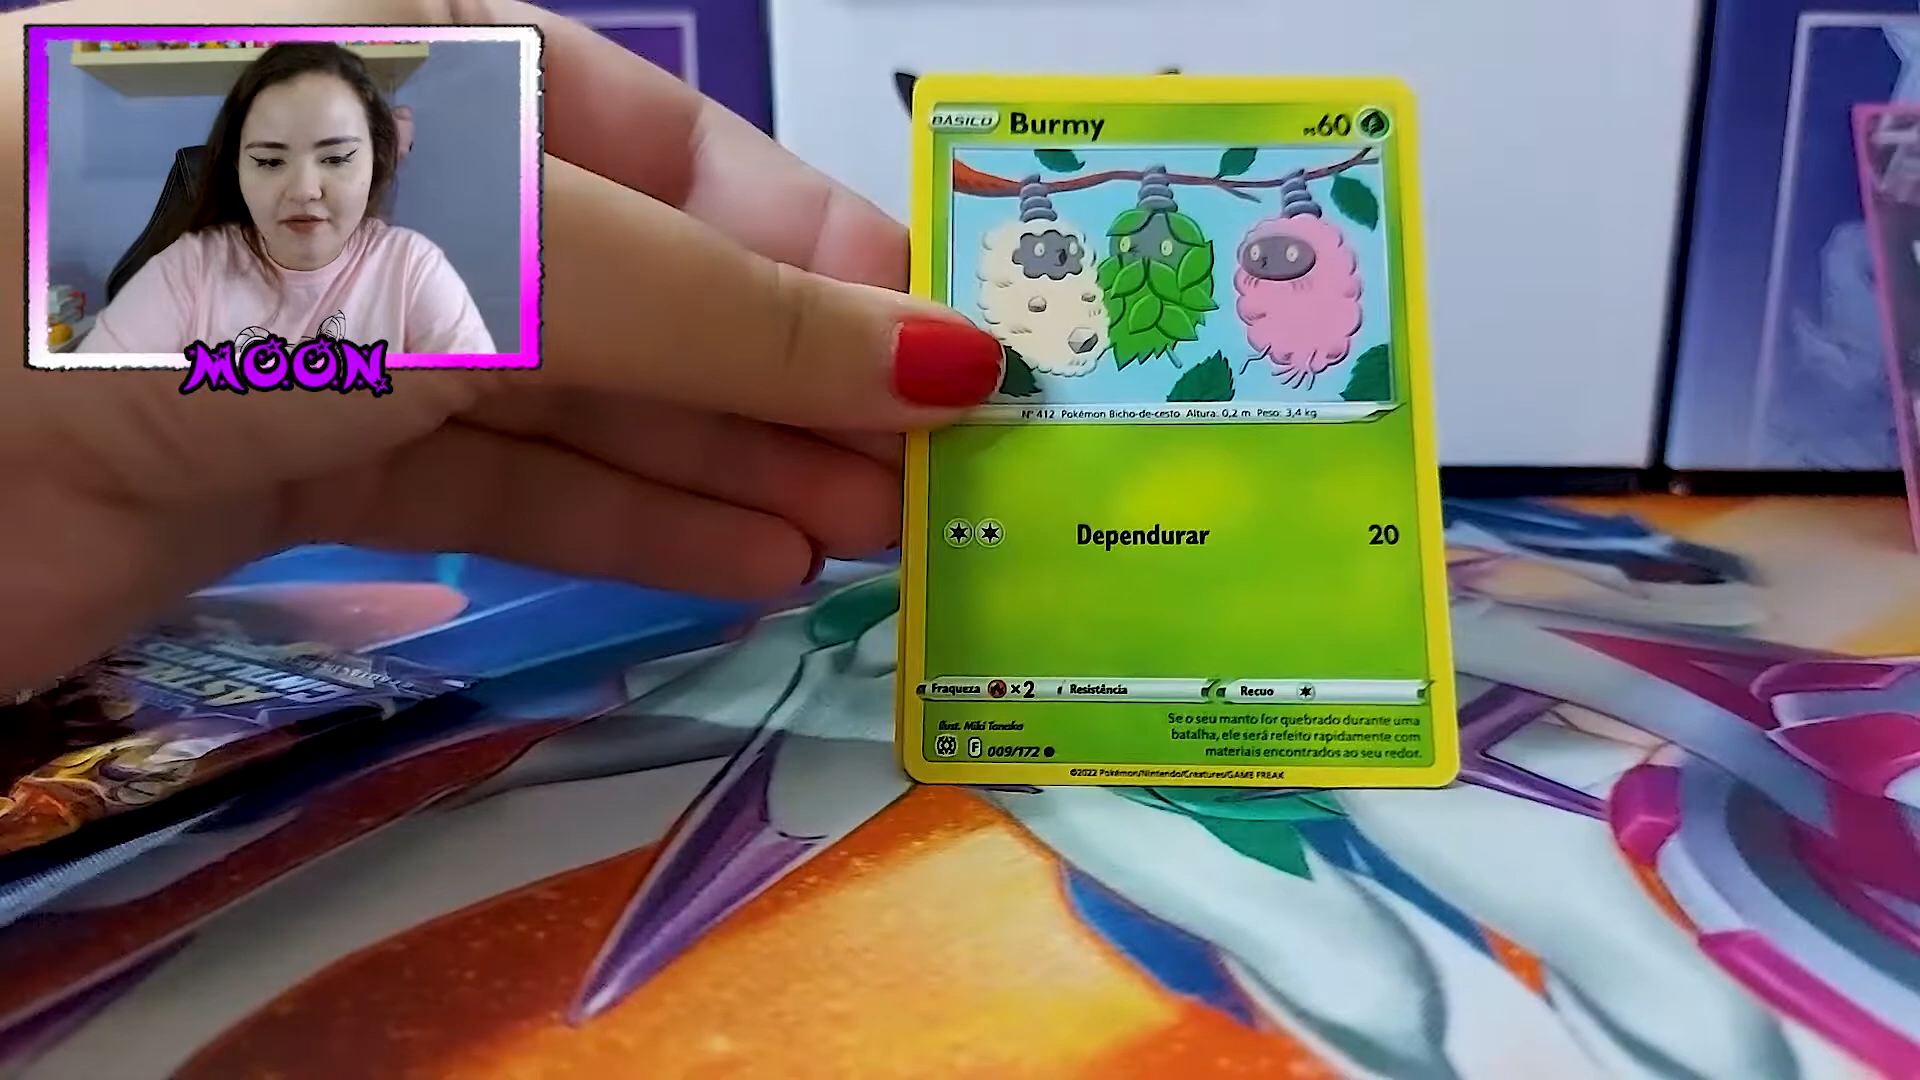 MOON
BÁSICO Burmy PS60
Nº 412 Pokémon Bicho-de-cesto Altura: 0,2 m Peso: 3,4 kg
Dependurar 20
Fraqueza ×2 Resistência Recuo
Ilust. Miki Tanaka
F 009/172
Se o seu manto for quebrado durante uma
batalha, ele será refeito rapidamente com
materiais encontrados ao seu redor.
©2022 Pokémon/Nintendo/Creatures/GAME FREAK